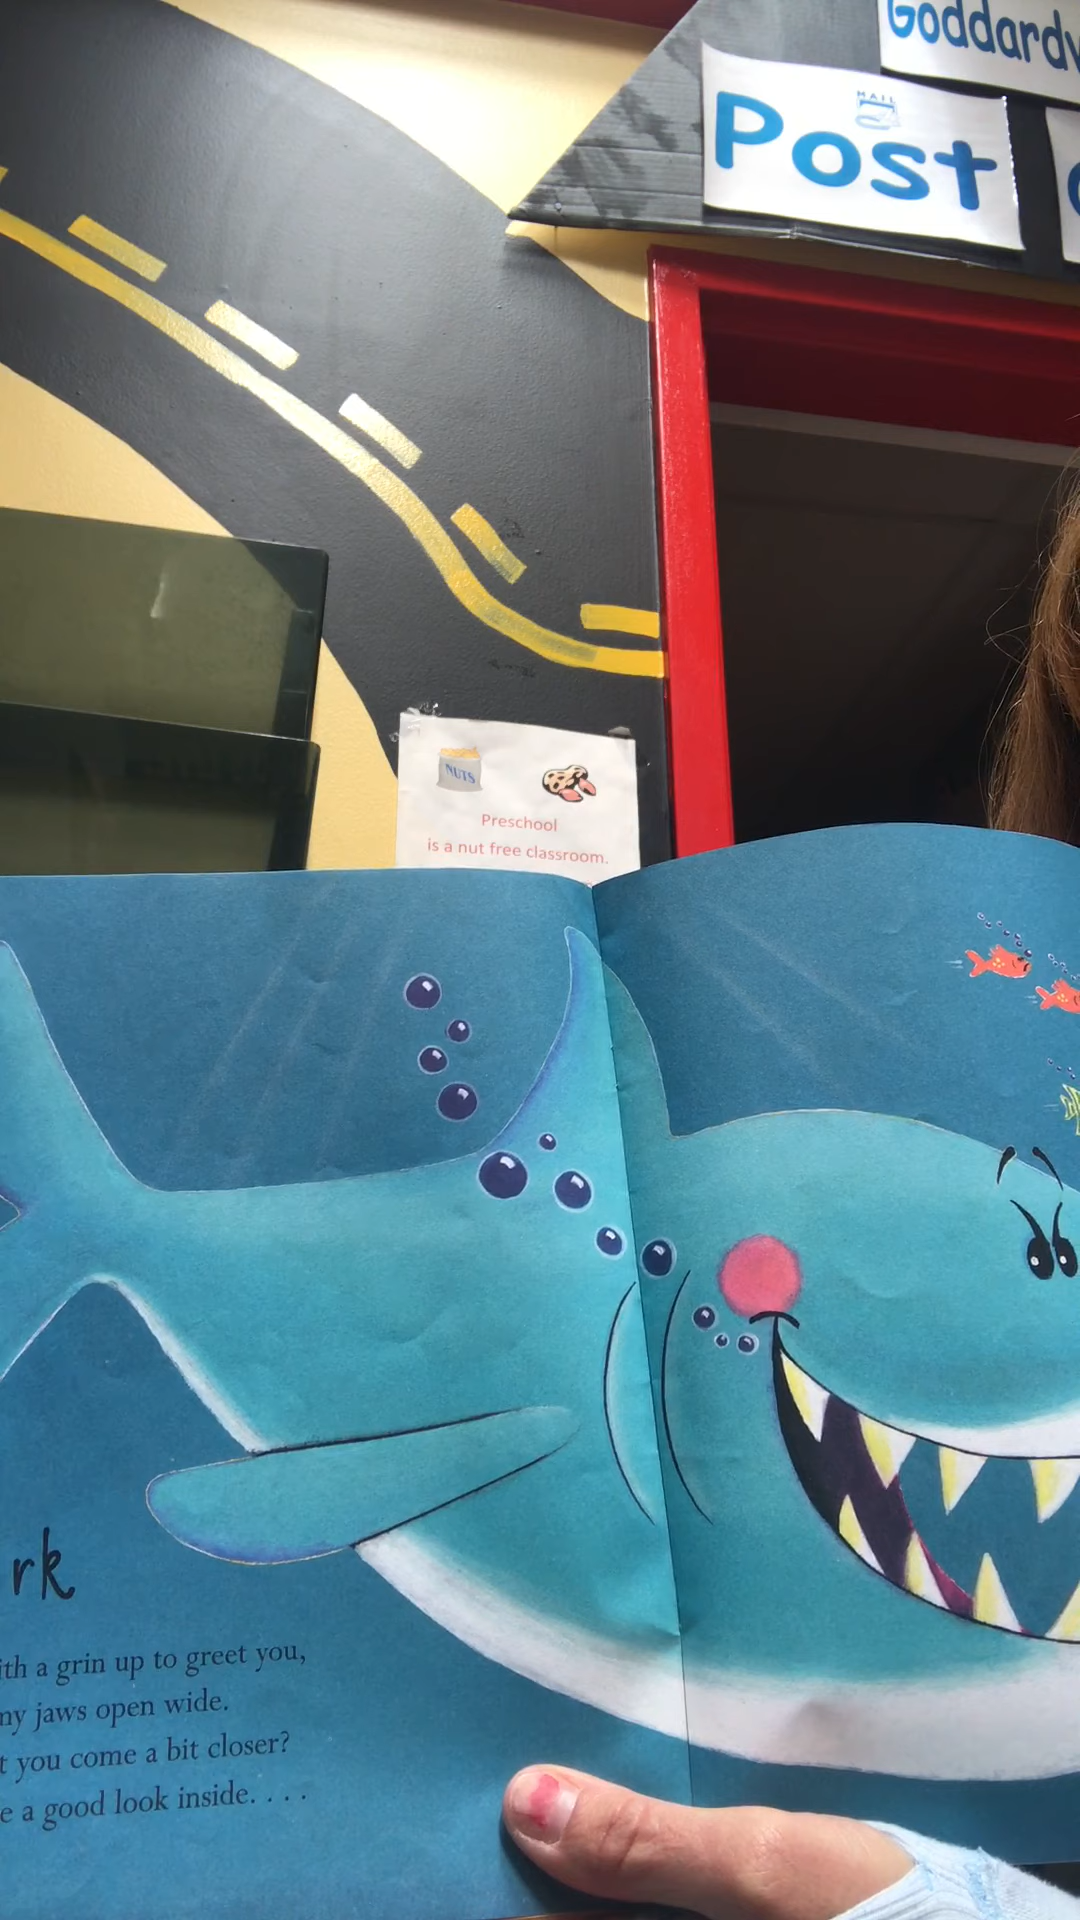 Goddardv
MAIL
Post
NUTS
Preschool
is a nut free classroom.
rk
ith a grin up to greet you,
my jaws open wide.
t you come a bit closer?
e a good look inside. . . .